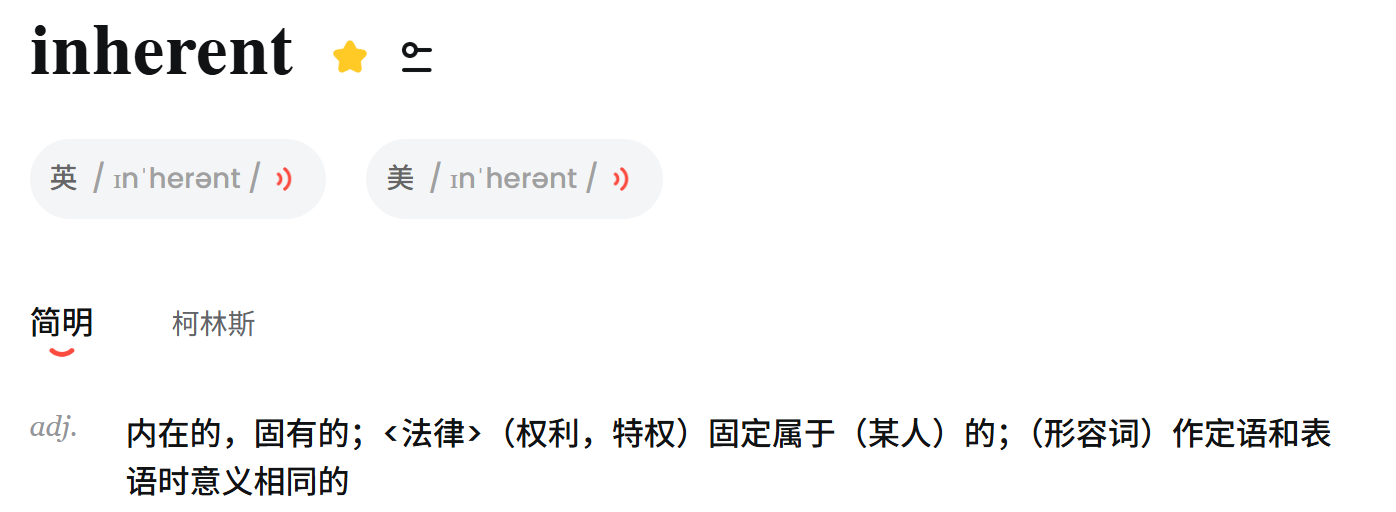 inherent
英 / ɪnˈherənt /
美 / ɪnˈherənt /
简明
柯林斯
adj.
内在的，固有的；<法律>（权利，特权）固定属于（某人）的；（形容词）作定语和表
语时意义相同的